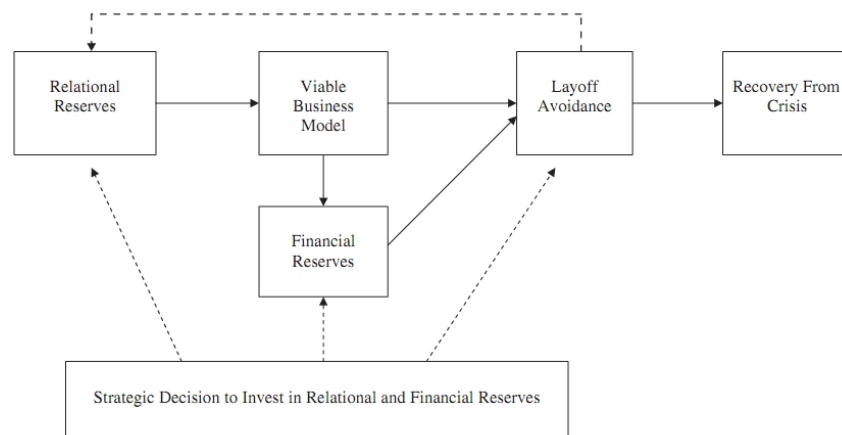 Relational
Reserves
Viable
Business
Model
Layoff
Avoidance
Recovery From
Crisis
Financial
Reserves
Strategic Decision to Invest in Relational and Financial Reserves